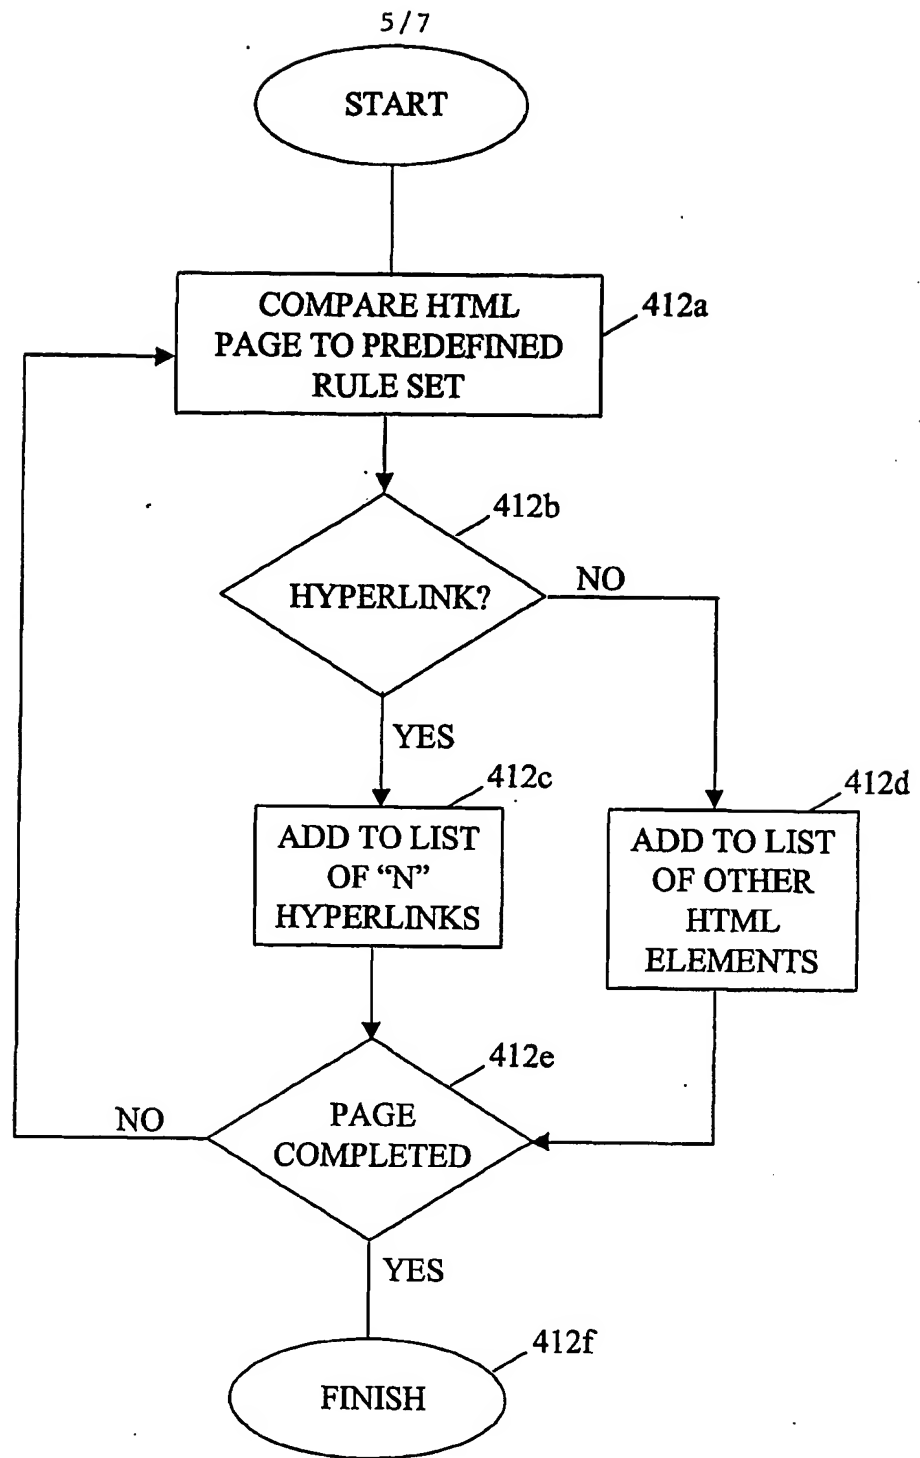 5/7
START
COMPARE HTML
PAGE TO PREDEFINED
RULE SET
412a
412b
HYPERLINK?
NO
YES
412c
ADD TO LIST
OF “N”
HYPERLINKS
412d
ADD TO LIST
OF OTHER
HTML
ELEMENTS
412e
PAGE
COMPLETED
NO
YES
412f
FINISH